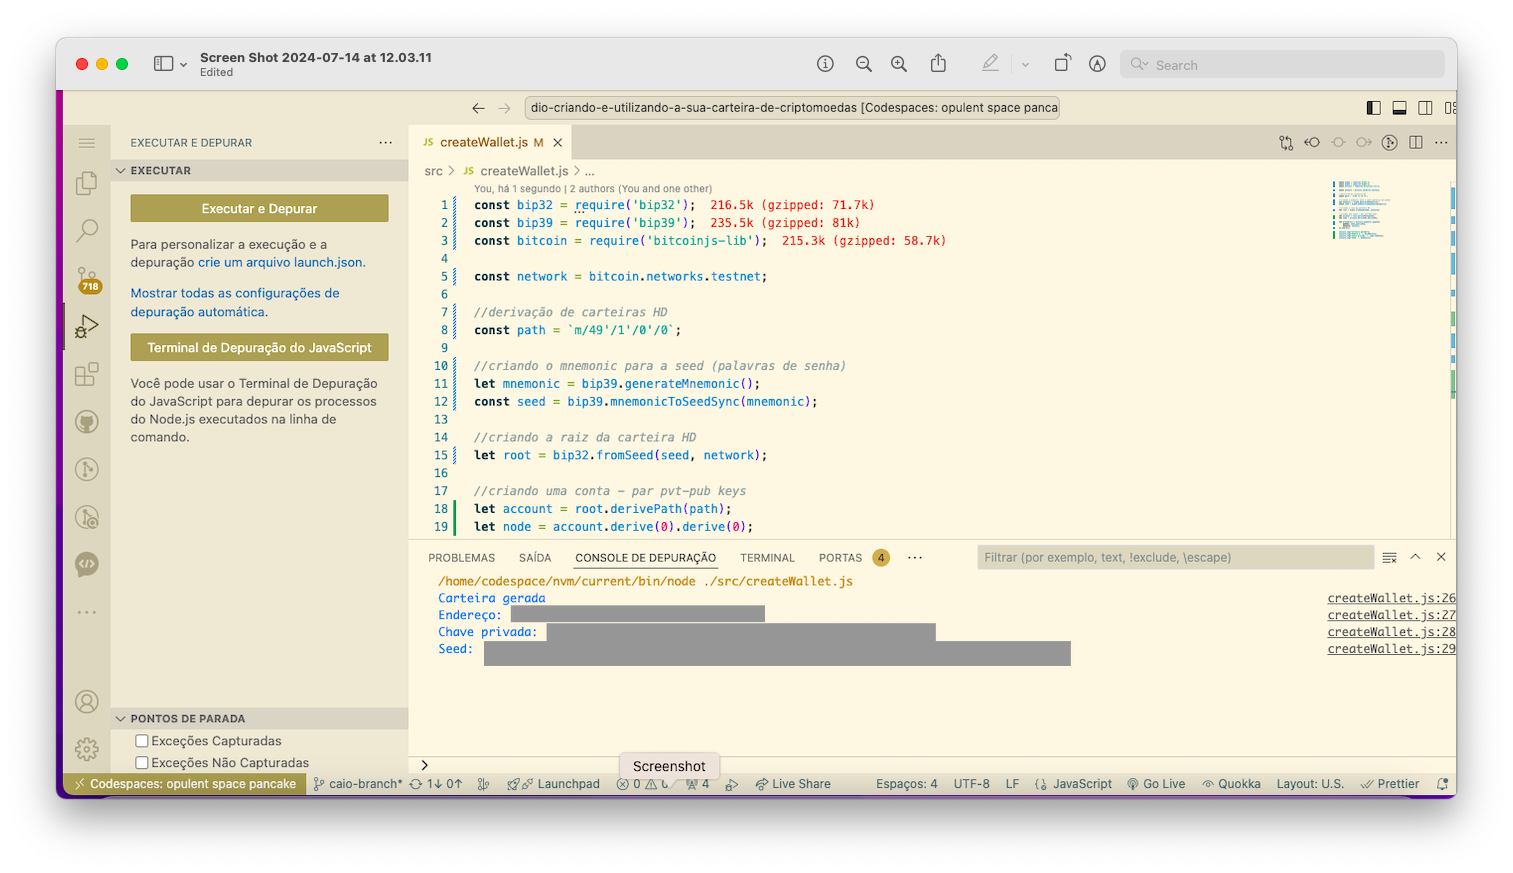 Screen Shot 2024-07-14 at 12.03.11
Edited
Search
dio-criando-e-utilizando-a-sua-carteira-de-criptomoedas [Codespaces: opulent space panca
EXECUTAR E DEPURAR
EXECUTAR
Executar e Depurar
Para personalizar a execução e a
depuração crie um arquivo launch.json.
Mostrar todas as configurações de
depuração automática.
Terminal de Depuração do JavaScript
Você pode usar o Terminal de Depuração
do JavaScript para depurar os processos
do Node.js executados na linha de
comando.
718
PONTOS DE PARADA
Exceções Capturadas
Exceções Não Capturadas
JS createWallet.js M
src > JS createWallet.js > ...
You, há 1 segundo | 2 authors (You and one other)
1 const bip32 = require('bip32'); 216.5k (gzipped: 71.7k)
2 const bip39 = require('bip39'); 235.5k (gzipped: 81k)
3 const bitcoin = require('bitcoinjs-lib'); 215.3k (gzipped: 58.7k)
4
5 const network = bitcoin.networks.testnet;
6
7 //derivação de carteiras HD
8 const path = `m/49'/1'/0'/0`;
9
10 //criando o mnemonic para a seed (palavras de senha)
11 let mnemonic = bip39.generateMnemonic();
12 const seed = bip39.mnemonicToSeedSync(mnemonic);
13
14 //criando a raiz da carteira HD
15 let root = bip32.fromSeed(seed, network);
16
17 //criando uma conta - par pvt-pub keys
18 let account = root.derivePath(path);
19 let node = account.derive(0).derive(0);
PROBLEMAS SAÍDA CONSOLE DE DEPURAÇÃO TERMINAL PORTAS 4 ... Filtrar (por exemplo, text, !exclude, \escape)
/home/codespace/nvm/current/bin/node ./src/createWallet.js
Carteira gerada createWallet.js:26
Endereço: createWallet.js:27
Chave privada: createWallet.js:28
Seed: createWallet.js:29
>
Screenshot
Codespaces: opulent space pancake caio-branch* 1↓ 0↑ Launchpad 0 4 Live Share Espaços: 4 UTF-8 LF JavaScript Go Live Quokka Layout: U.S. Prettier